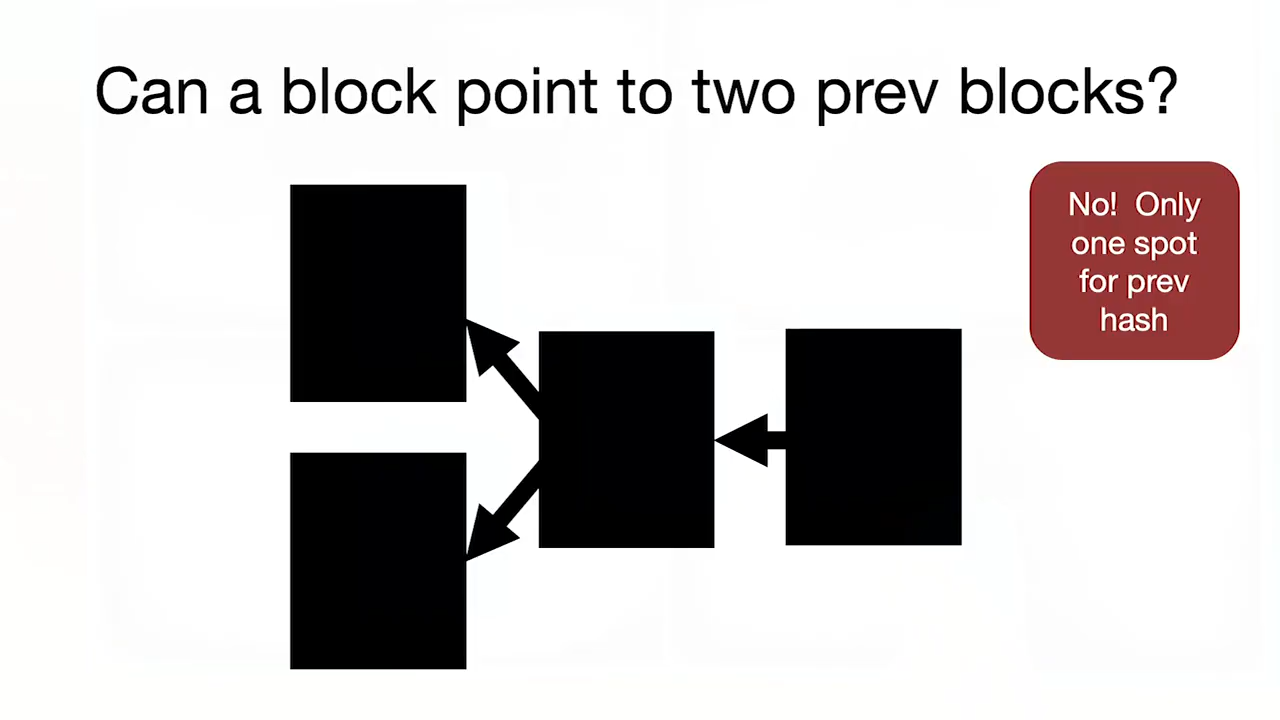 Can a block point to two prev blocks?
No! Only
one spot
for prev
hash